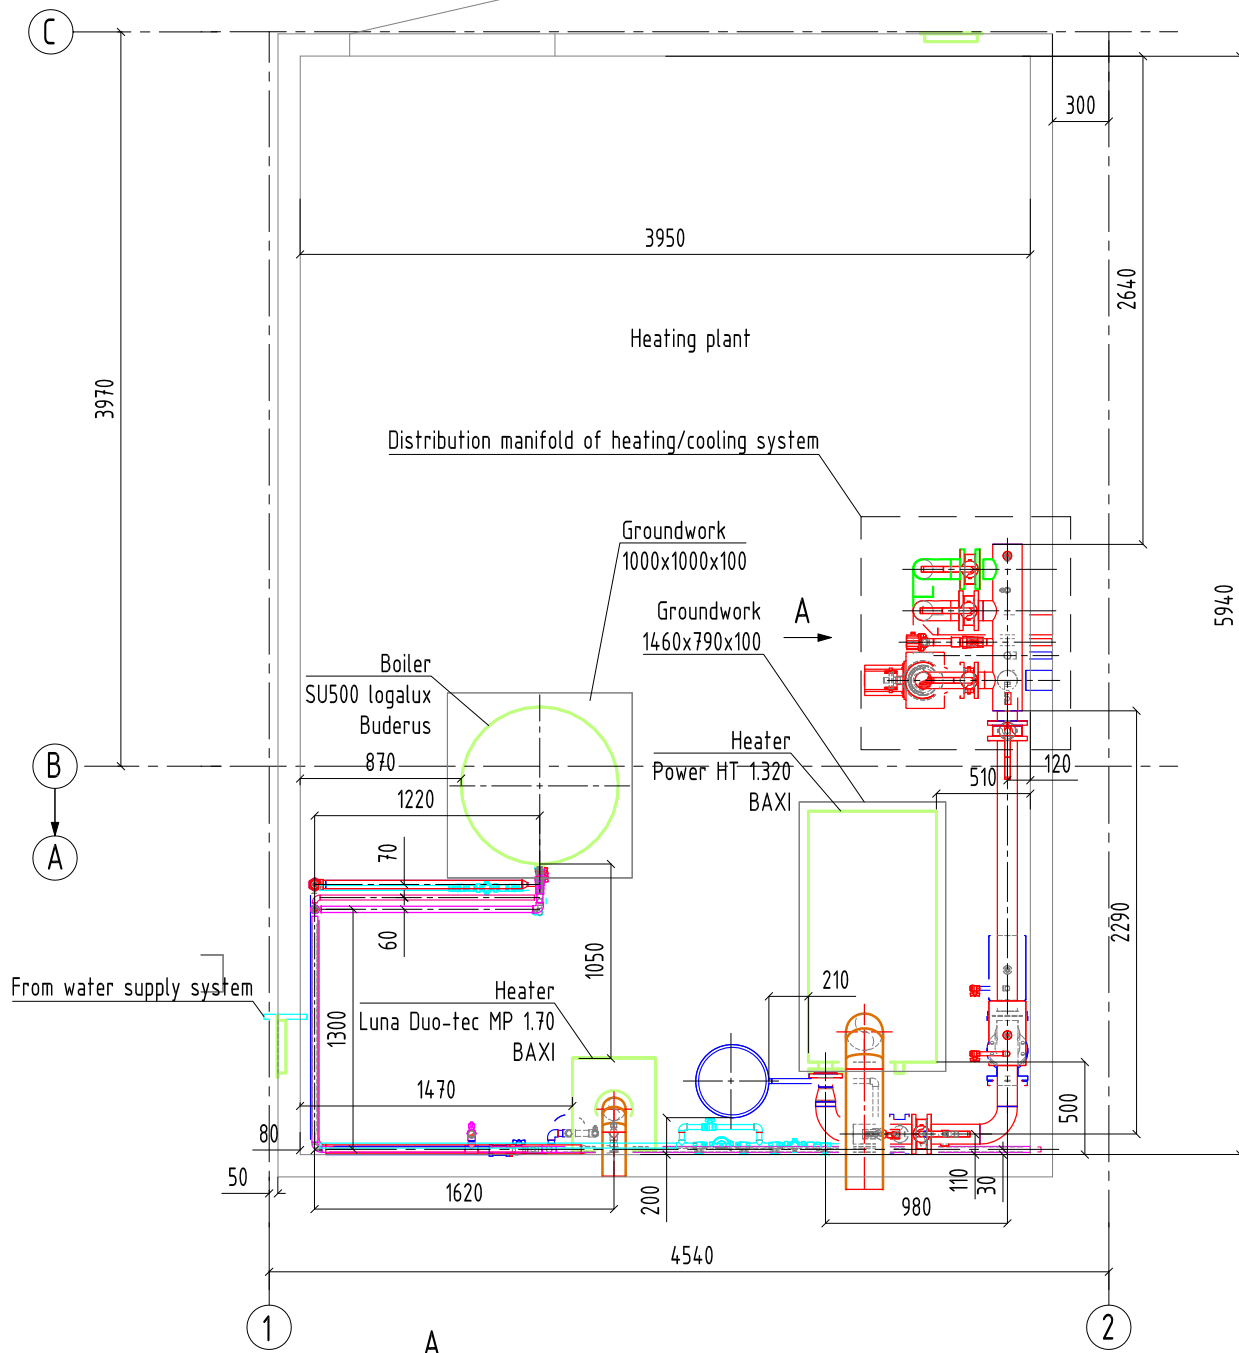 C
300
3950
2640
Heating plant
3970
Distribution manifold of heating/cooling system
Groundwork
1000x1000x100
5940
Groundwork
1460x790x100
A
Boiler
SU500 logalux
Buderus
Heater
Power HT 1.320
BAXI
B
870
510
120
1220
A
70
60
2290
1050
210
From water supply system
Heater
Luna Duo-tec MP 1.70
BAXI
1300
1470
500
80
50
1620
200
980
110
30
4540
1
2
A